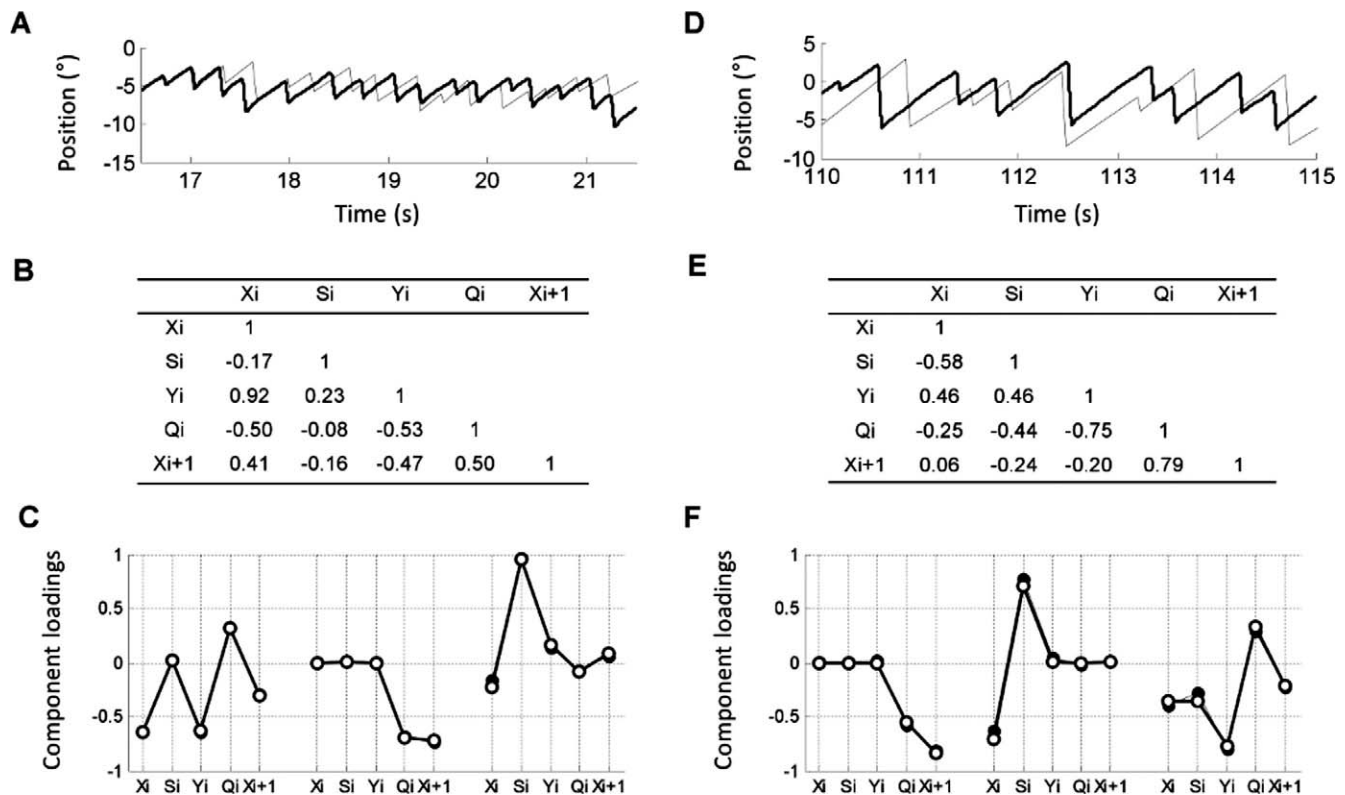 A
Position (°)
0
-5
-10
-15
17 18 19 20 21
Time (s)
B
Xi Si Yi Qi Xi+1
Xi 1
Si -0.17 1
Yi 0.92 0.23 1
Qi -0.50 -0.08 -0.53 1
Xi+1 0.41 -0.16 -0.47 0.50 1
C
Component loadings
1
0.5
0
-0.5
-1
Xi Si Yi Qi Xi+1 Xi Si Yi Qi Xi+1 Xi Si Yi Qi Xi+1
D
Position (°)
5
0
-5
-10
110 111 112 113 114 115
Time (s)
E
Xi Si Yi Qi Xi+1
Xi 1
Si -0.58 1
Yi 0.46 0.46 1
Qi -0.25 -0.44 -0.75 1
Xi+1 0.06 -0.24 -0.20 0.79 1
F
Component loadings
1
0.5
0
-0.5
-1
Xi Si Yi Qi Xi+1 Xi Si Yi Qi Xi+1 Xi Si Yi Qi Xi+1